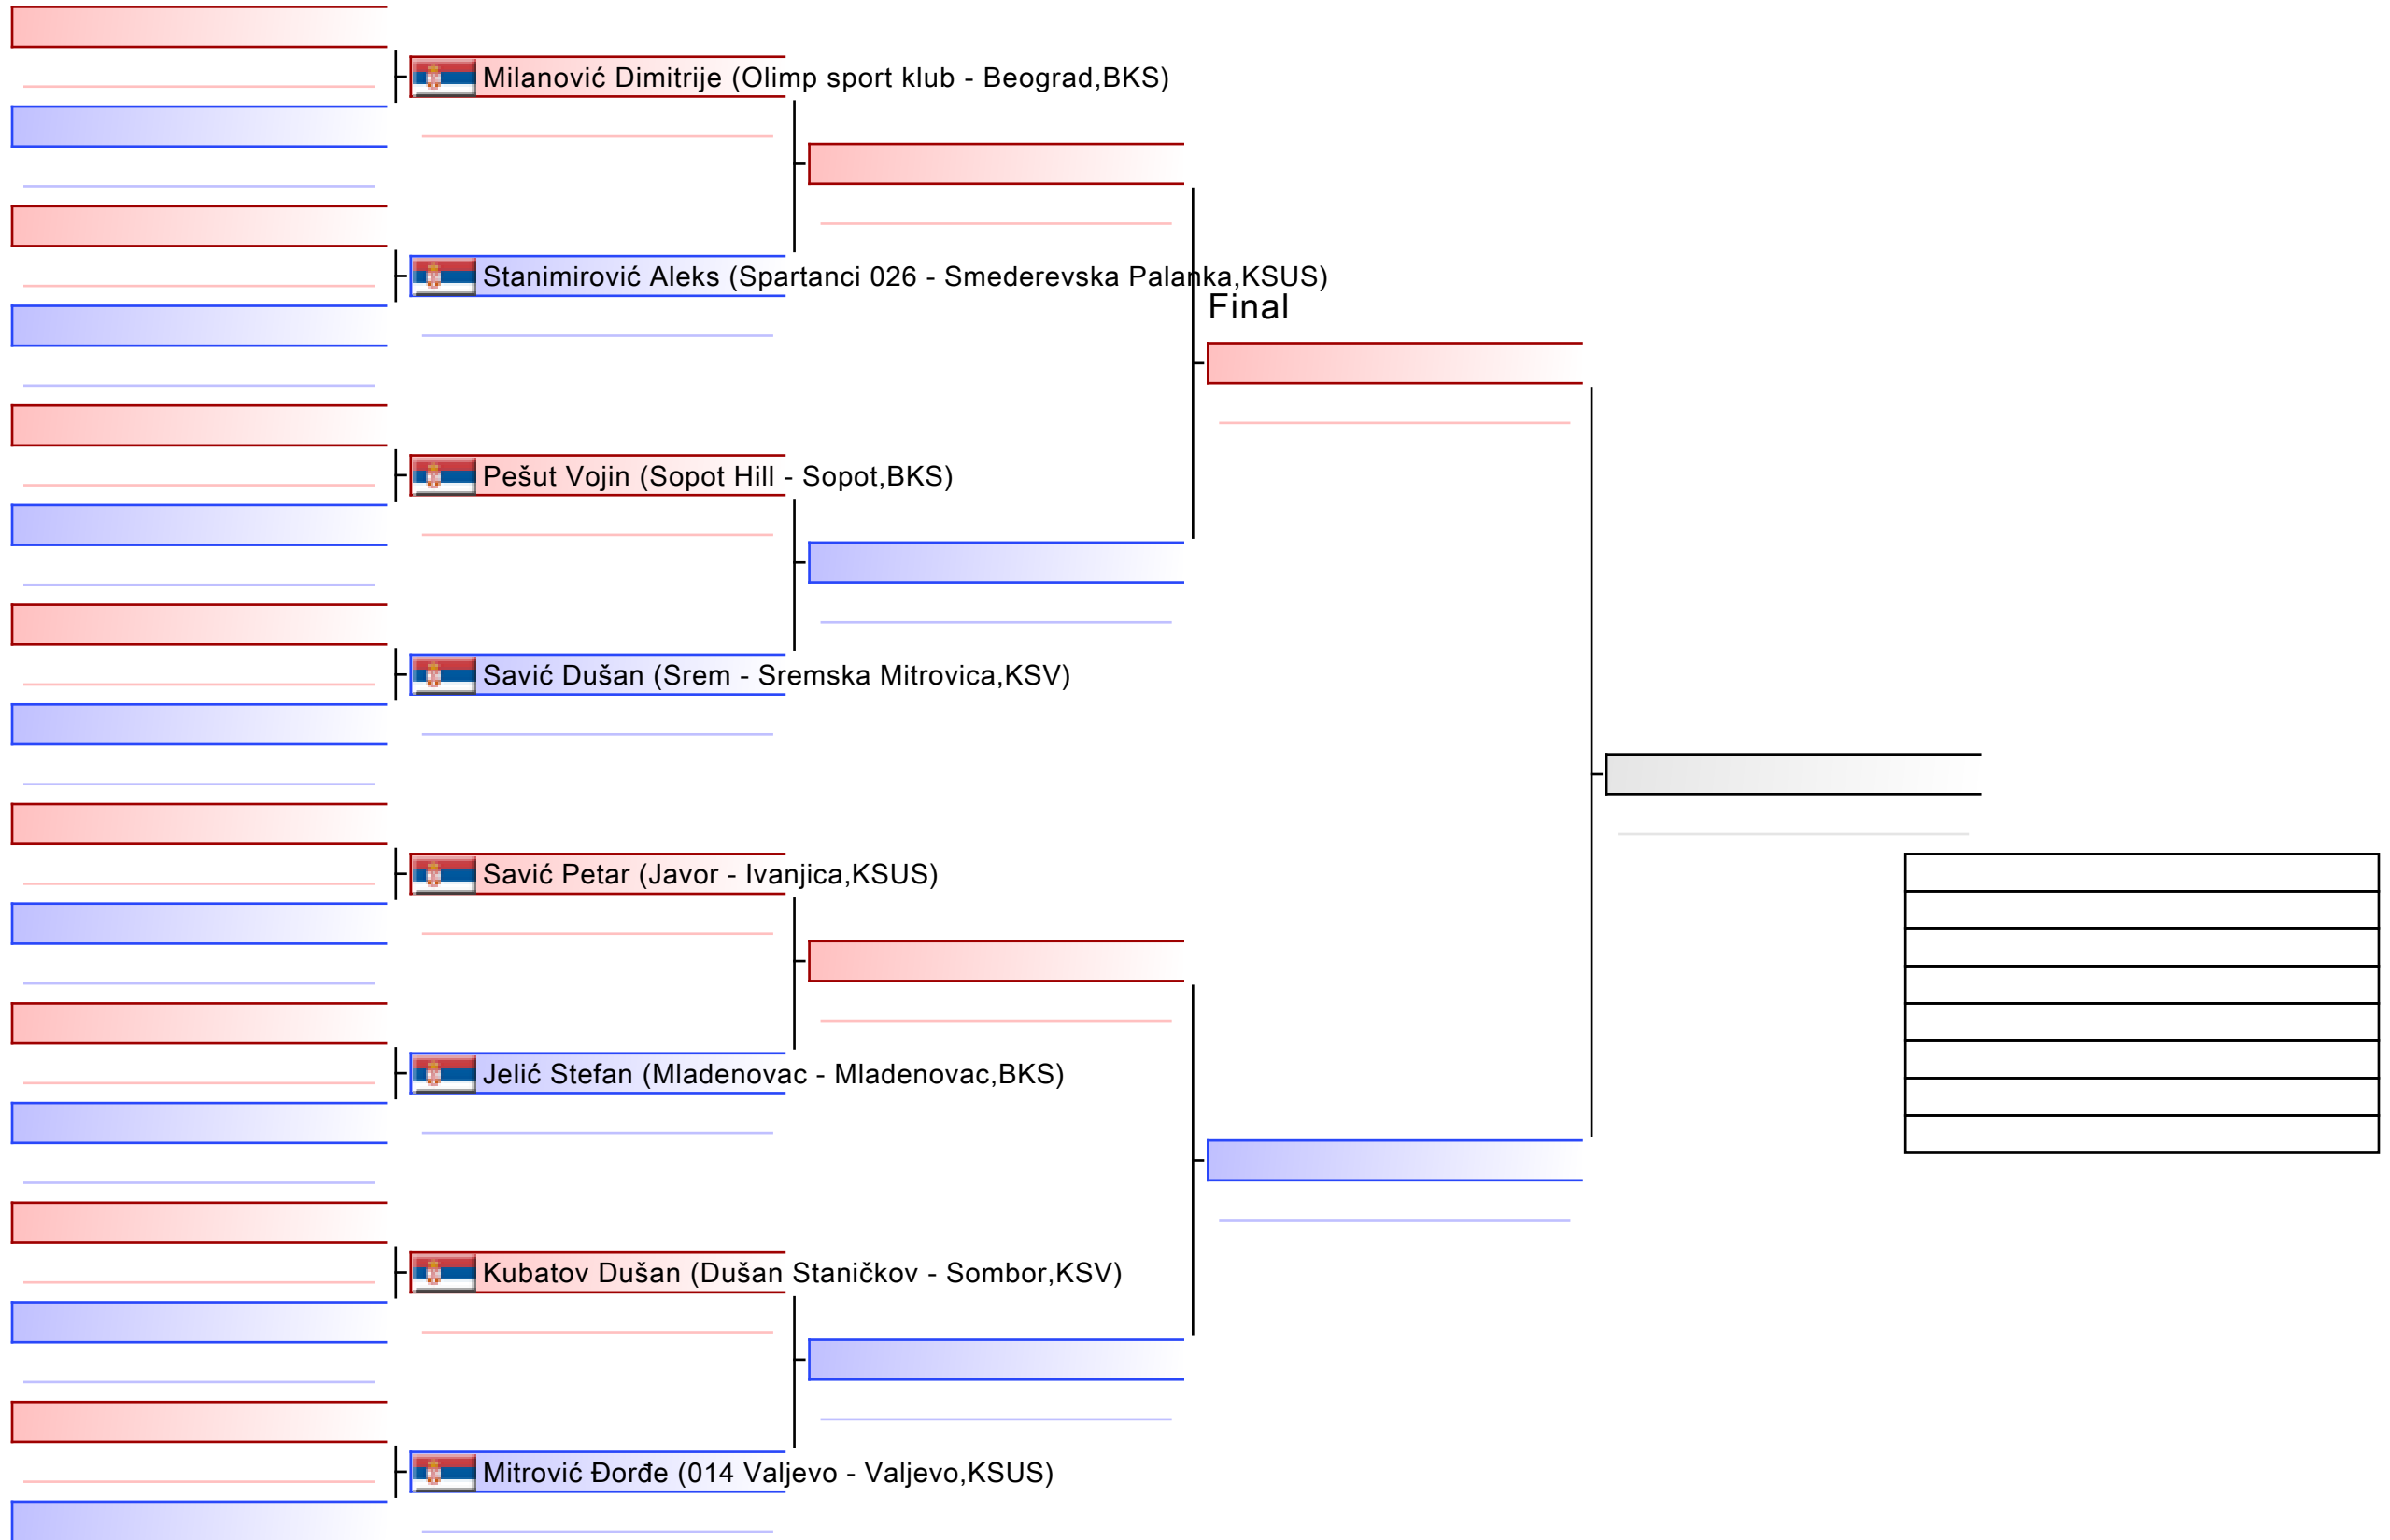 Milanović Dimitrije (Olimp sport klub - Beograd,BKS)
Stanimirović Aleks (Spartanci 026 - Smederevska Palanka,KSUS)
Final
Pešut Vojin (Sopot Hill - Sopot,BKS)
Savić Dušan (Srem - Sremska Mitrovica,KSV)
Savić Petar (Javor - Ivanjica,KSUS)
Jelić Stefan (Mladenovac - Mladenovac,BKS)
Kubatov Dušan (Dušan Staničkov - Sombor,KSV)
Mitrović Đorđe (014 Valjevo - Valjevo,KSUS)